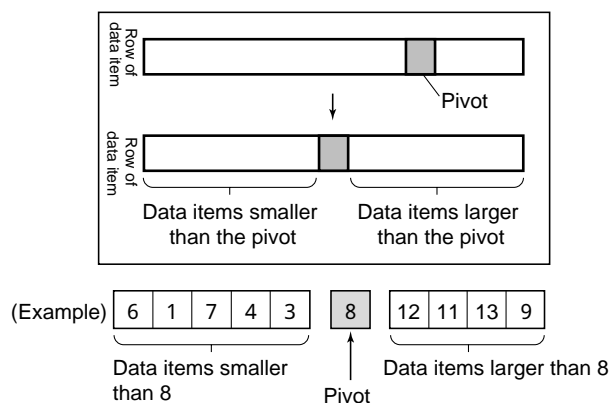 Row of
data item
Pivot
Row of
data item
Data items smaller
than the pivot
Data items larger
than the pivot
(Example) 6 1 7 4 3 8 12 11 13 9
Data items smaller
than 8
Pivot
Data items larger than 8